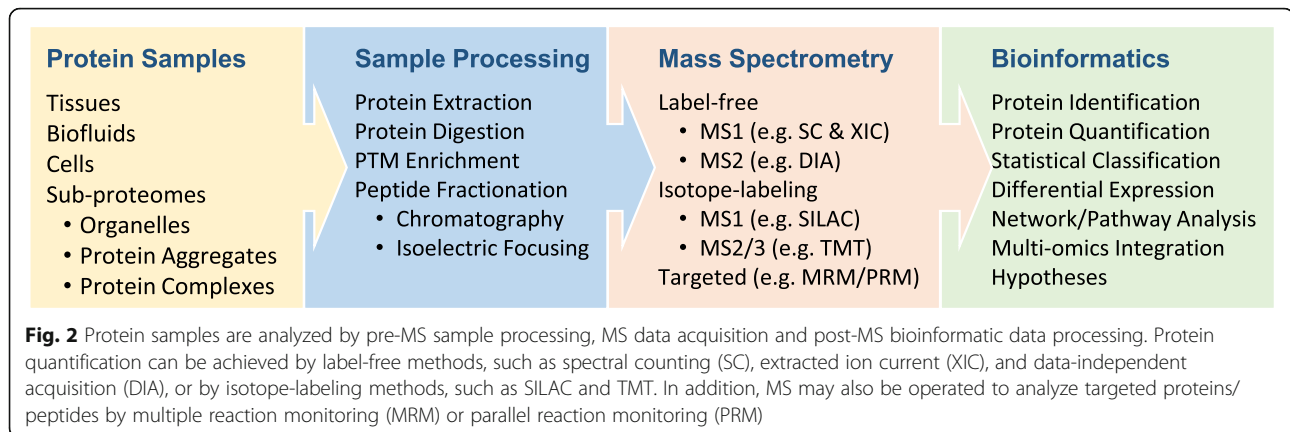 Protein Samples
Tissues
Biofluids
Cells
Sub-proteomes
• Organelles
• Protein Aggregates
• Protein Complexes
Sample Processing
Protein Extraction
Protein Digestion
PTM Enrichment
Peptide Fractionation
• Chromatography
• Isoelectric Focusing
Mass Spectrometry
Label-free
• MS1 (e.g. SC & XIC)
• MS2 (e.g. DIA)
Isotope-labeling
• MS1 (e.g. SILAC)
• MS2/3 (e.g. TMT)
Targeted (e.g. MRM/PRM)
Bioinformatics
Protein Identification
Protein Quantification
Statistical Classification
Differential Expression
Network/Pathway Analysis
Multi-omics Integration
Hypotheses
Fig. 2 Protein samples are analyzed by pre-MS sample processing, MS data acquisition and post-MS bioinformatic data processing. Protein
quantification can be achieved by label-free methods, such as spectral counting (SC), extracted ion current (XIC), and data-independent
acquisition (DIA), or by isotope-labeling methods, such as SILAC and TMT. In addition, MS may also be operated to analyze targeted proteins/
peptides by multiple reaction monitoring (MRM) or parallel reaction monitoring (PRM)